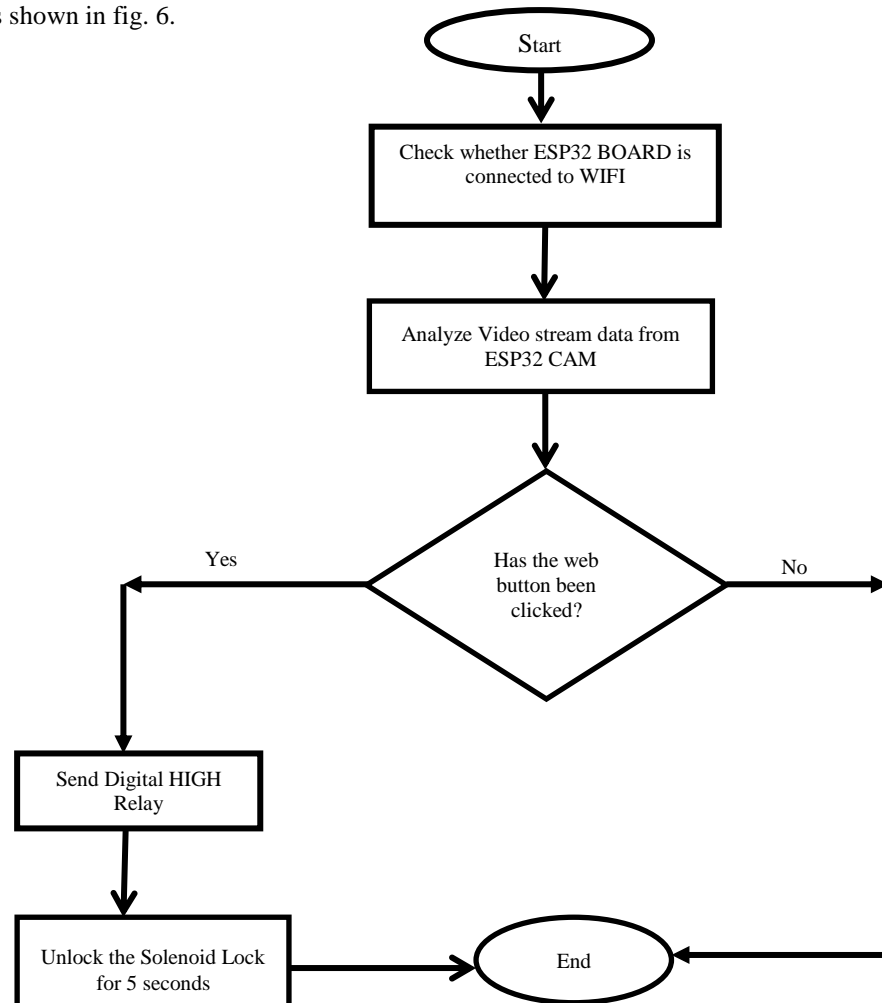 s shown in fig. 6.
Start
Check whether ESP32 BOARD is
connected to WIFI
Analyze Video stream data from
ESP32 CAM
Has the web
button been
clicked?
Yes
No
Send Digital HIGH
Relay
Unlock the Solenoid Lock
for 5 seconds
End